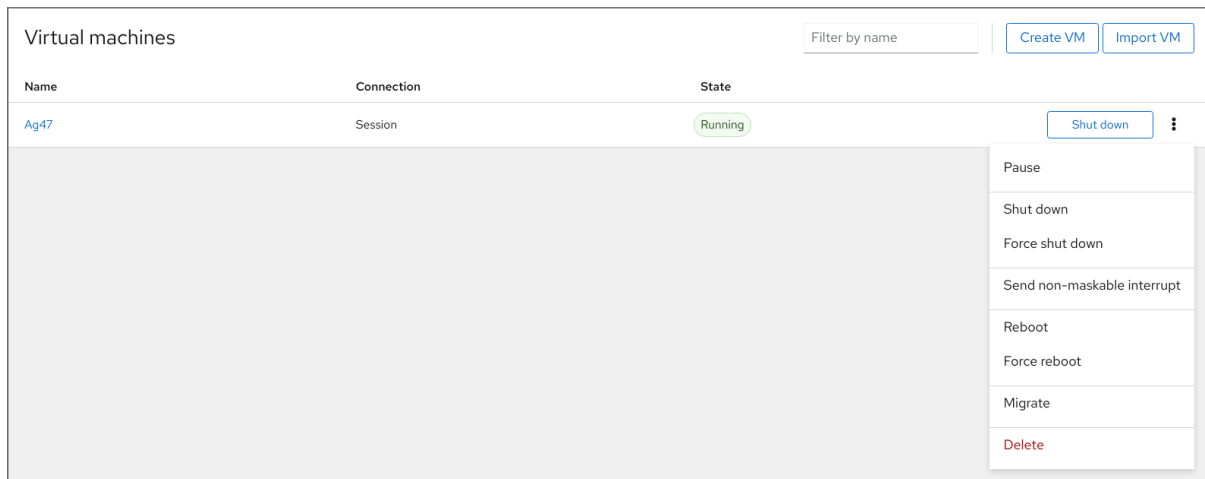 Virtual machines
Filter by name
Create VM
Import VM
Name Connection State
Ag47 Session Running Shut down
Pause
Shut down
Force shut down
Send non-maskable interrupt
Reboot
Force reboot
Migrate
Delete